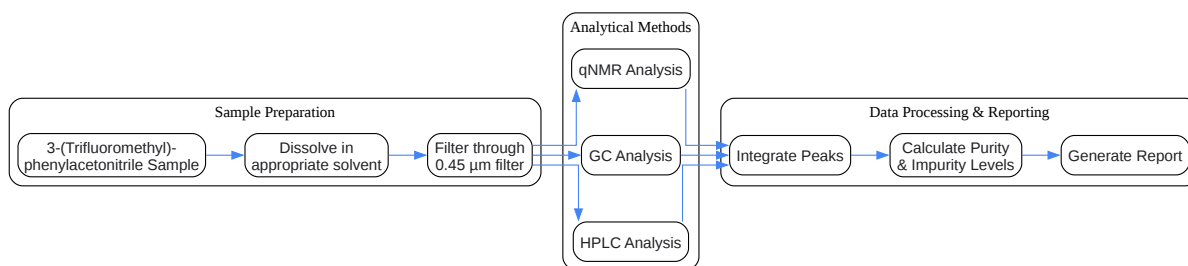 Sample Preparation
3-(Trifluoromethyl)-
phenylacetonitrile Sample
Dissolve in
appropriate solvent
Filter through
0.45 µm filter
Analytical Methods
qNMR Analysis
GC Analysis
HPLC Analysis
Data Processing & Reporting
Integrate Peaks
Calculate Purity
& Impurity Levels
Generate Report